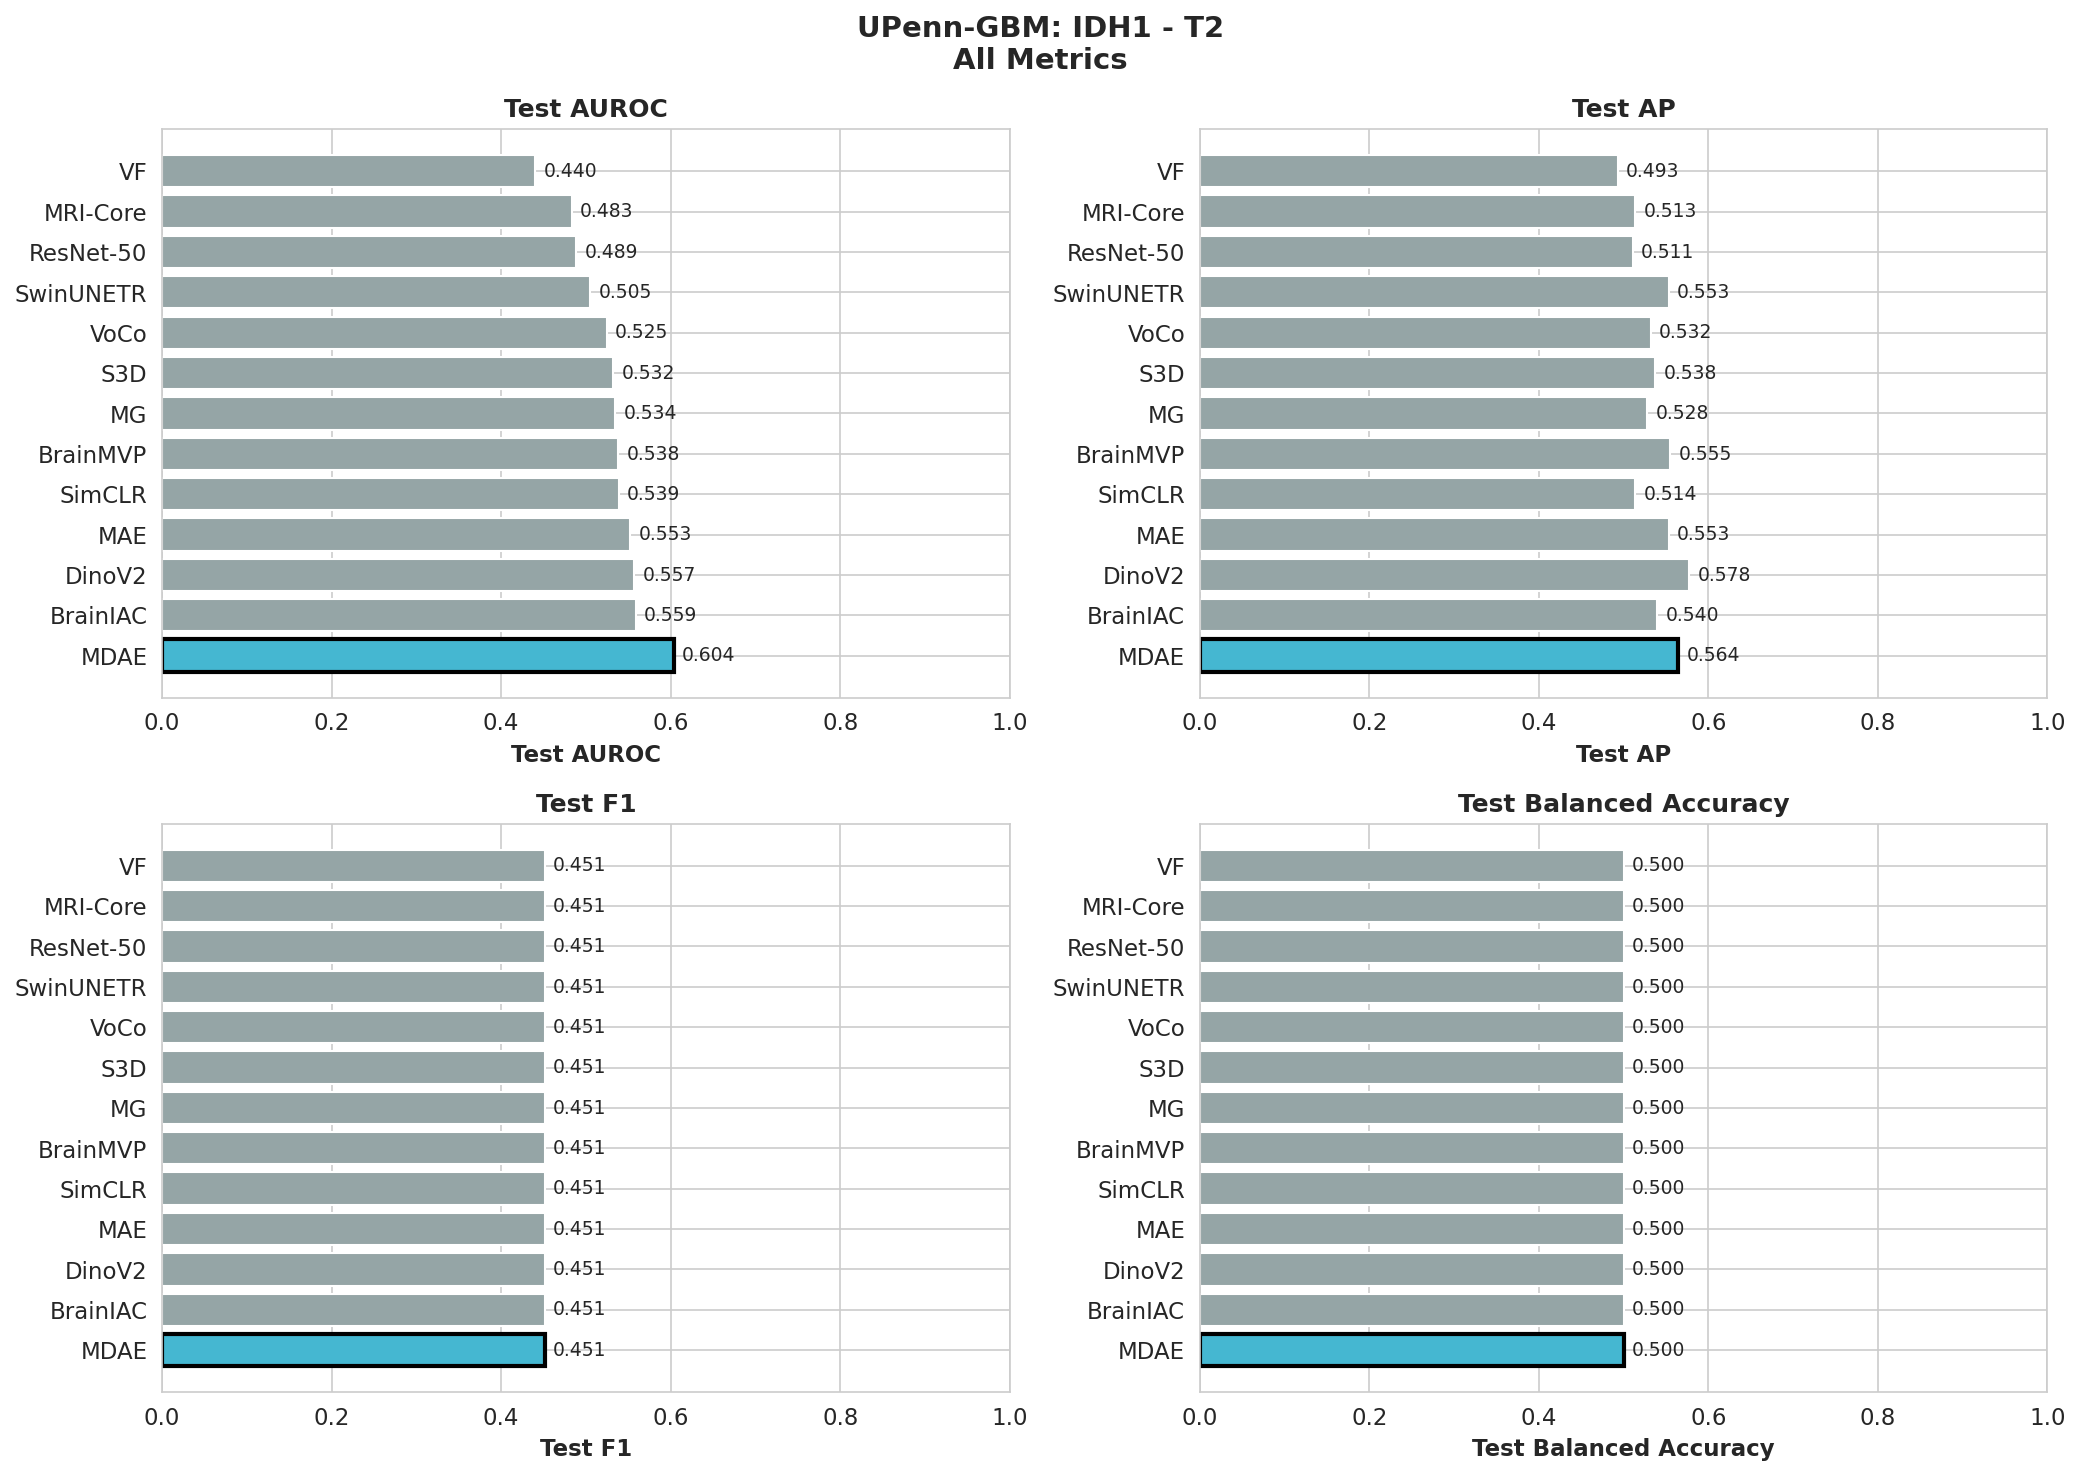 UPenn-GBM: IDH1 - T2
All Metrics
Test AUROC
VF 0.440
MRI-Core 0.483
ResNet-50 0.489
SwinUNETR 0.505
VoCo 0.525
S3D 0.532
MG 0.534
BrainMVP 0.538
SimCLR 0.539
MAE 0.553
DinoV2 0.557
BrainIAC 0.559
MDAE 0.604
0.0 0.2 0.4 0.6 0.8 1.0
Test AUROC
Test AP
VF 0.493
MRI-Core 0.513
ResNet-50 0.511
SwinUNETR 0.553
VoCo 0.532
S3D 0.538
MG 0.528
BrainMVP 0.555
SimCLR 0.514
MAE 0.553
DinoV2 0.578
BrainIAC 0.540
MDAE 0.564
0.0 0.2 0.4 0.6 0.8 1.0
Test AP
Test F1
VF 0.451
MRI-Core 0.451
ResNet-50 0.451
SwinUNETR 0.451
VoCo 0.451
S3D 0.451
MG 0.451
BrainMVP 0.451
SimCLR 0.451
MAE 0.451
DinoV2 0.451
BrainIAC 0.451
MDAE 0.451
0.0 0.2 0.4 0.6 0.8 1.0
Test F1
Test Balanced Accuracy
VF 0.500
MRI-Core 0.500
ResNet-50 0.500
SwinUNETR 0.500
VoCo 0.500
S3D 0.500
MG 0.500
BrainMVP 0.500
SimCLR 0.500
MAE 0.500
DinoV2 0.500
BrainIAC 0.500
MDAE 0.500
0.0 0.2 0.4 0.6 0.8 1.0
Test Balanced Accuracy